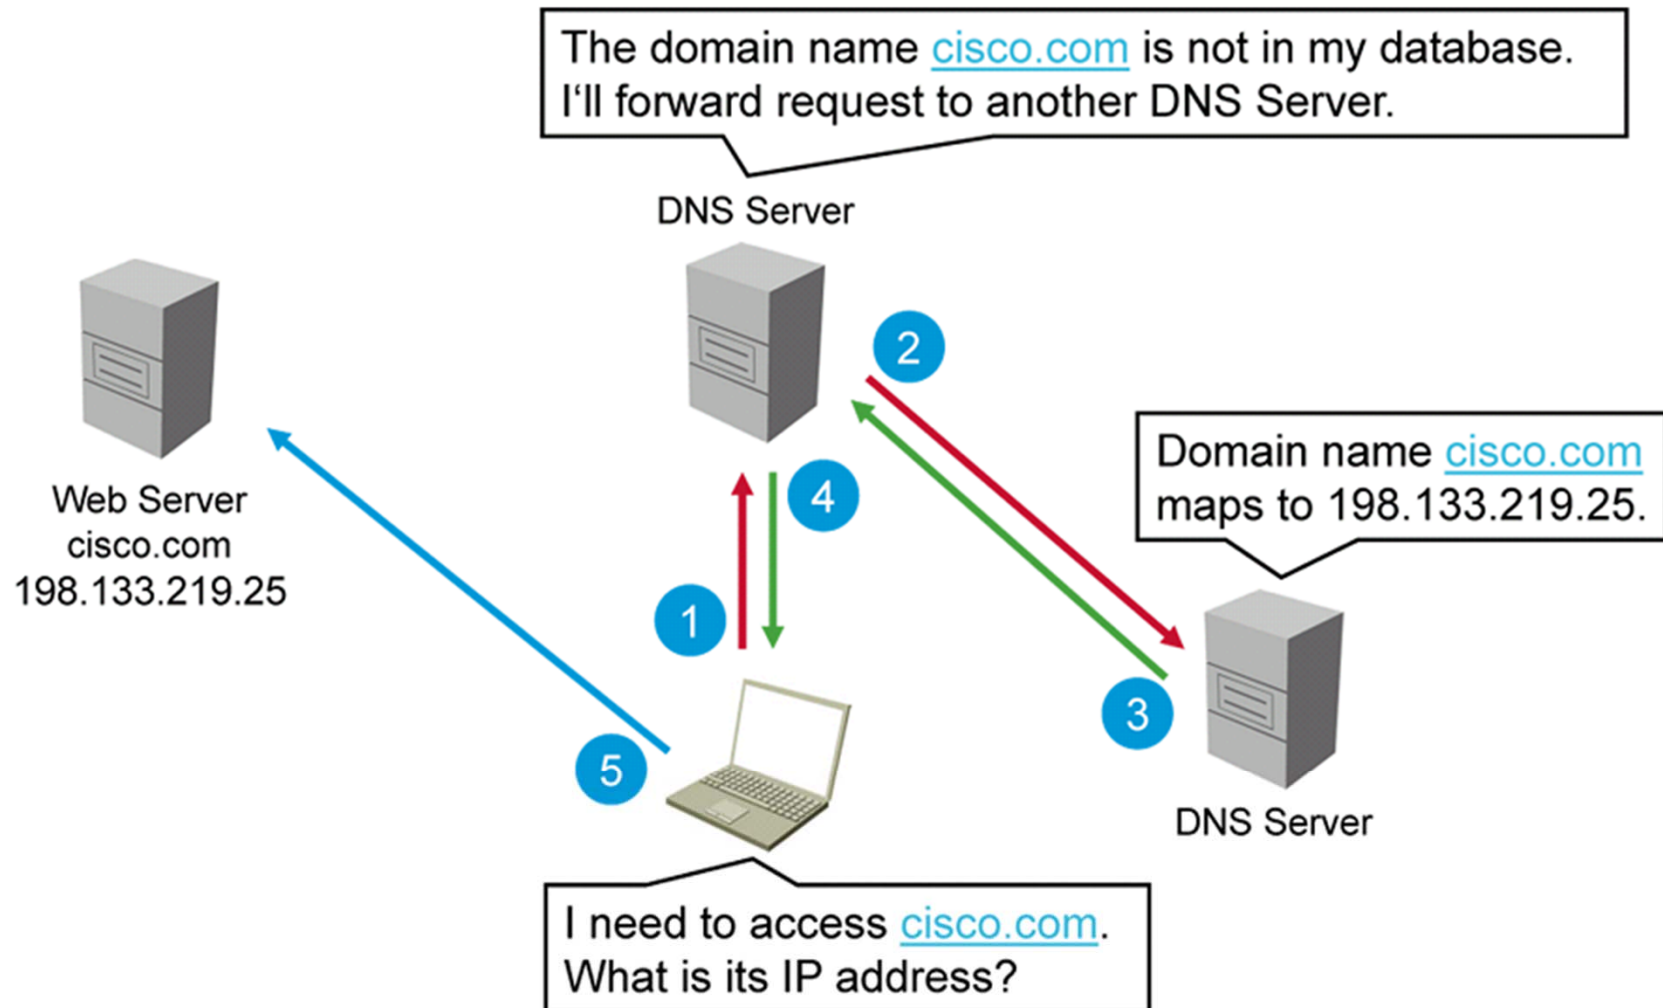 The domain name cisco.com is not in my database.
I'll forward request to another DNS Server.
DNS Server
2
Domain name cisco.com
maps to 198.133.219.25.
4
Web Server
cisco.com
198.133.219.25
1
3
5
DNS Server
I need to access cisco.com.
What is its IP address?